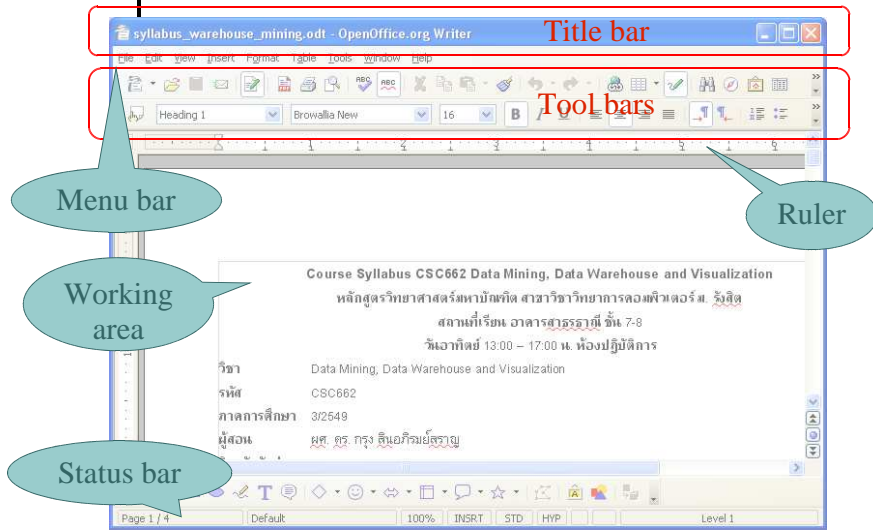 syllabus_warehouse_mining.odt - OpenOffice.org Writer
Title bar
File Edit View Insert Format Table Tools Window Help
Tool bars
Heading 1 Browallia New 16 B I U
Menu bar
Ruler
Course Syllabus CSC662 Data Mining, Data Warehouse and Visualization
หลักสูตรวิทยาศาสตร์มหาบัณฑิต สาขาวิชาวิทยาการคอมพิวเตอร์ ม. รังสิต
Working
area
สถานที่เรียน อาคารสาธรธานี ชั้น 7-8
วันอาทิตย์ 13:00 – 17:00 น. ห้องปฏิบัติการ
วิชา Data Mining, Data Warehouse and Visualization
รหัส CSC662
ภาคการศึกษา 3/2549
ผู้สอน ผศ. ดร. กรุง สินอภิรมย์สราญ
Status bar
Page 1 / 4 Default 100% INSRT STD HYP Level 1